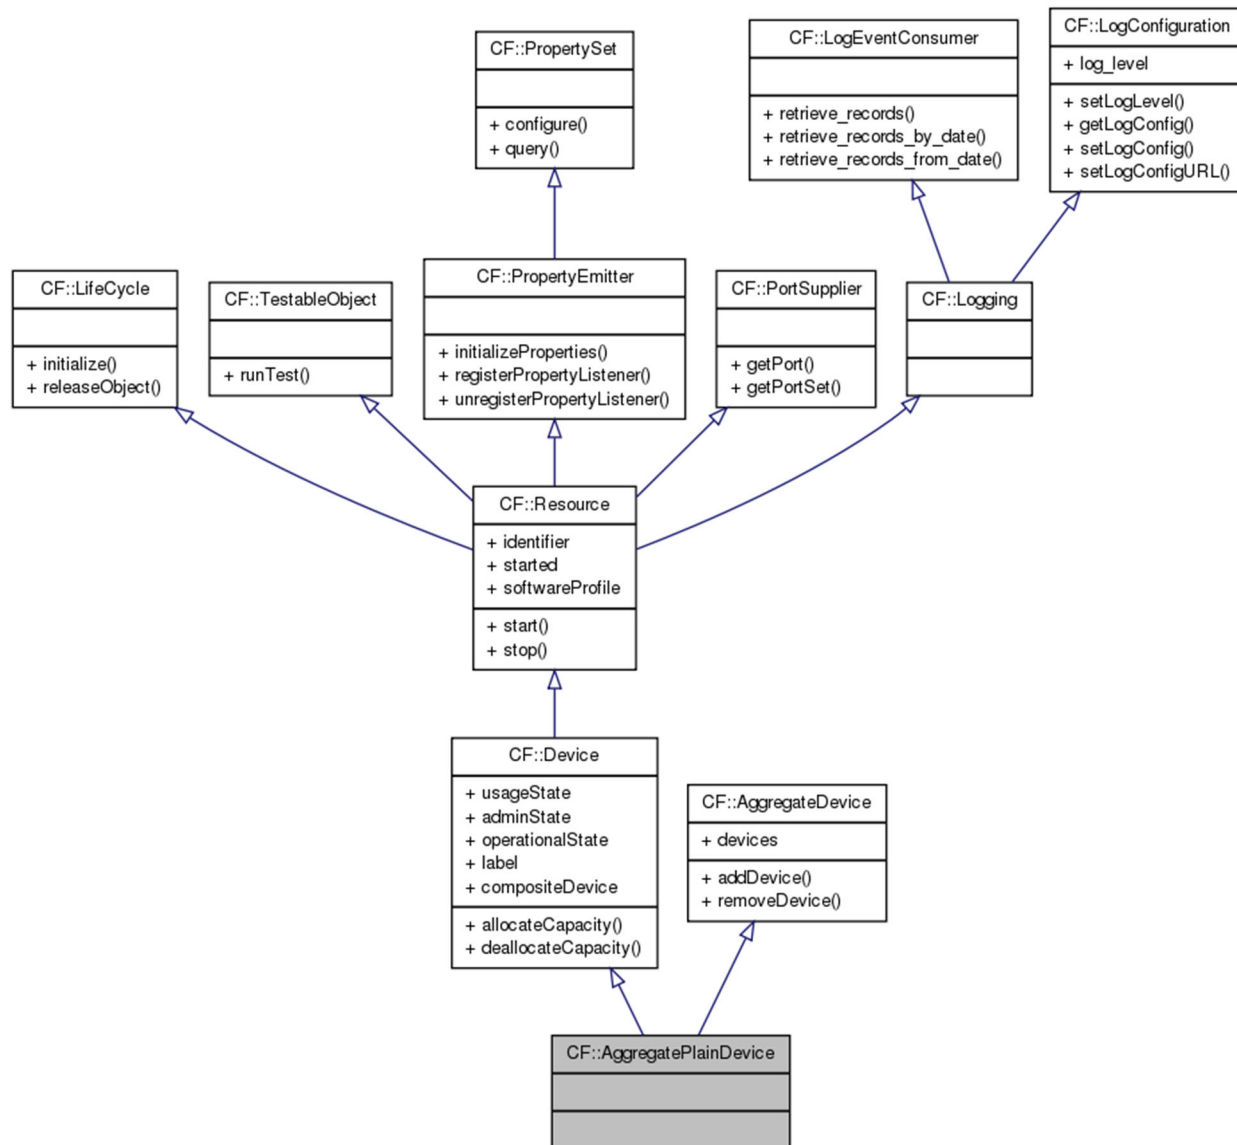 CF::PropertySet
+ configure()
+ query()
CF::LogEventConsumer
+ retrieve_records()
+ retrieve_records_by_date()
+ retrieve_records_from_date()
CF::LogConfiguration
+ log_level
+ setLogLevel()
+ getLogConfig()
+ setLogConfig()
+ setLogConfigURL()
CF::LifeCycle
+ initialize()
+ releaseObject()
CF::TestableObject
+ runTest()
CF::PropertyEmitter
+ initializeProperties()
+ registerPropertyListener()
+ unregisterPropertyListener()
CF::PortSupplier
+ getPort()
+ getPortSet()
CF::Logging
CF::Resource
+ identifier
+ started
+ softwareProfile
+ start()
+ stop()
CF::Device
+ usageState
+ adminState
+ operationalState
+ label
+ compositeDevice
+ allocateCapacity()
+ deallocateCapacity()
CF::AggregateDevice
+ devices
+ addDevice()
+ removeDevice()
CF::AggregatePlainDevice